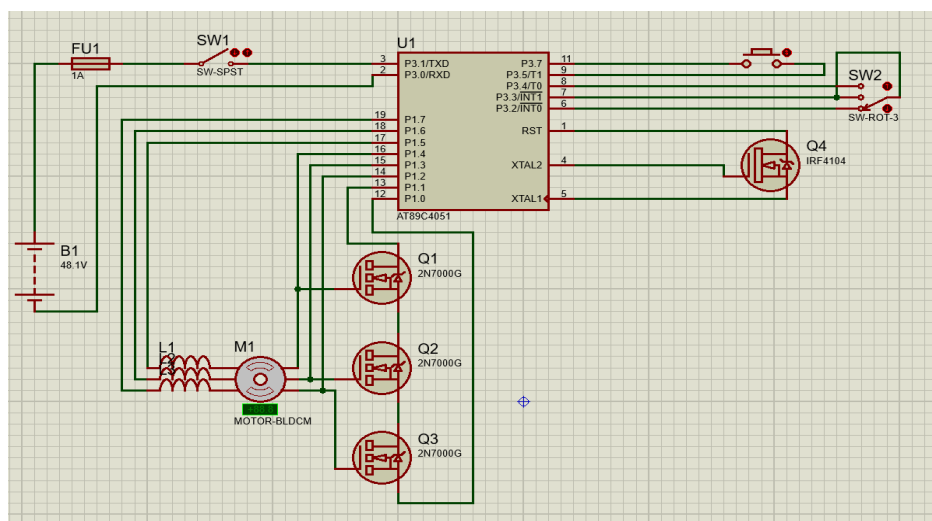 FU1
1A
SW1
SW-SPST
U1
3 P3.1/TXD
2 P3.0/RXD
19 P1.7
18 P1.6
17 P1.5
16 P1.4
15 P1.3
14 P1.2
13 P1.1
12 P1.0
P3.7 11
P3.5/T1 9
P3.4/T0 8
P3.3/INT1 7
P3.2/INT0 6
RST 1
XTAL2 4
XTAL1 5
AT89C4051
SW2
SW-ROT-3
Q4
IRF4104
B1
48.1V
Q1
2N7000G
Q2
2N7000G
L1
M1
MOTOR-BLDCM
Q3
2N7000G